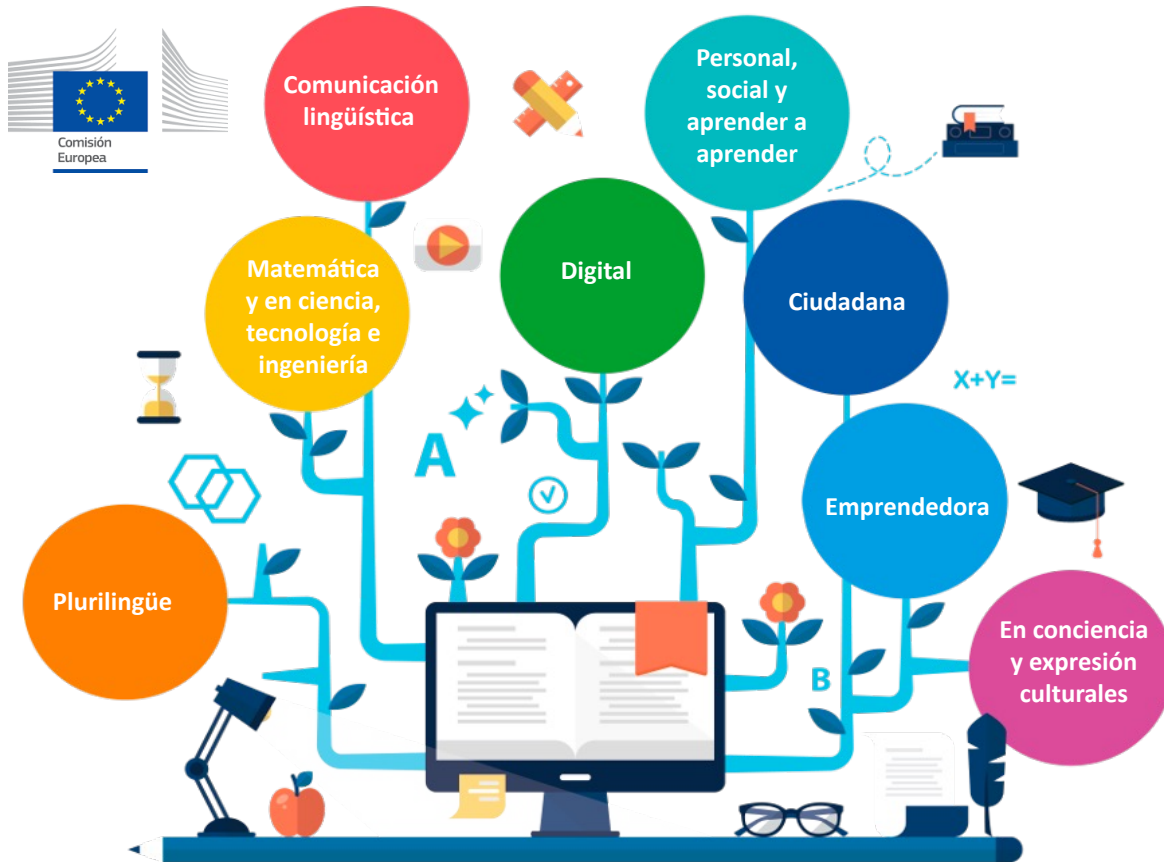 Comisión
Europea
Comunicación
lingüística
Personal,
social y
aprender a
aprender
Matemática
y en ciencia,
tecnología e
ingeniería
Digital
Ciudadana
X+Y=
A
Emprendedora
Plurilingüe
En conciencia
y expresión
culturales
B